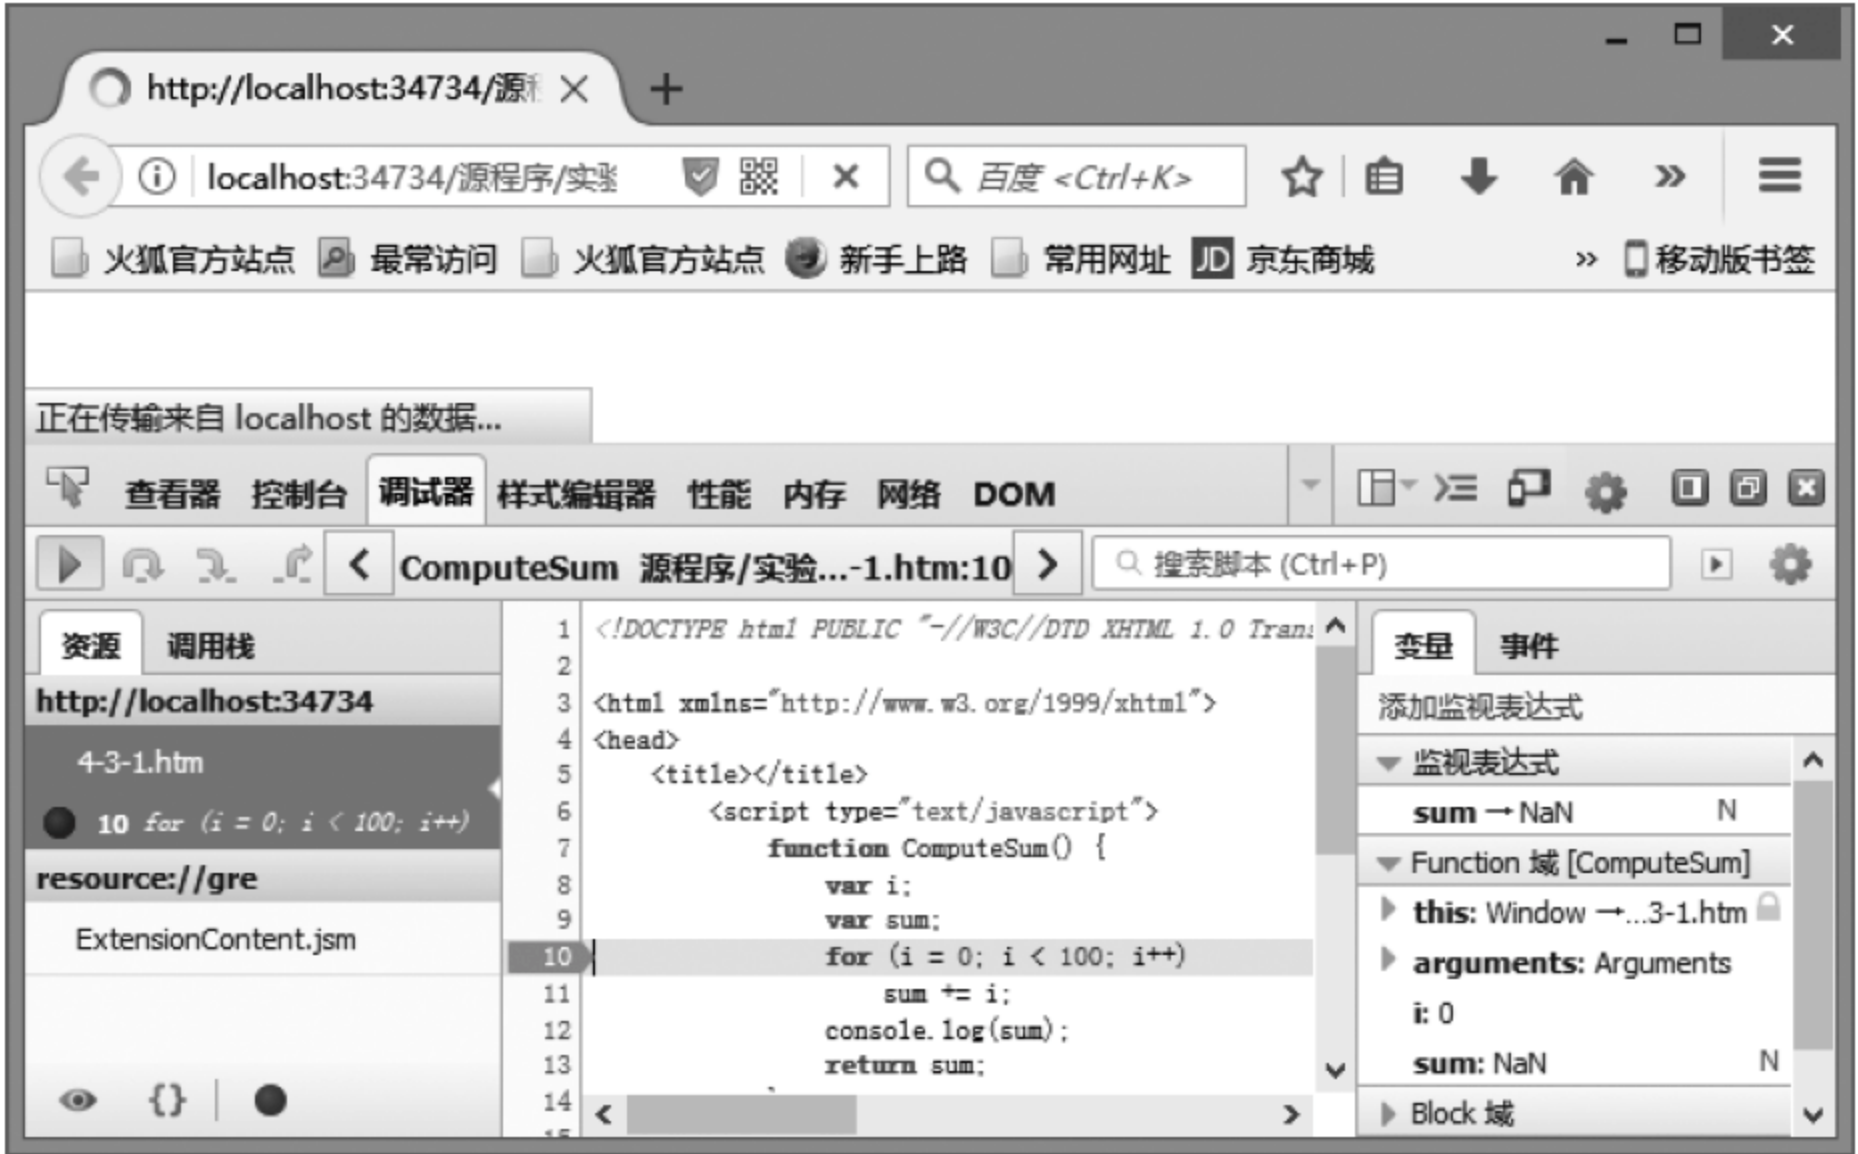 http://localhost:34734/源程
localhost:34734/源程序/实验
百度 <Ctrl+K>
火狐官方站点 最常访问 火狐官方站点 新手上路 常用网址 JD 京东商城 » 移动版书签
正在传输来自 localhost 的数据...
查看器 控制台 调试器 样式编辑器 性能 内存 网络 DOM
ComputeSum 源程序/实验...-1.htm:10
搜索脚本 (Ctrl+P)
资源 调用栈
http://localhost:34734
4-3-1.htm
10 for (i = 0; i < 100; i++)
resource://gre
ExtensionContent.jsm
{}
1 <!DOCTYPE html PUBLIC "-//W3C//DTD XHTML 1.0 Trans
2
3 <html xmlns="http://www.w3.org/1999/xhtml">
4 <head>
5 <title></title>
6 <script type="text/javascript">
7 function ComputeSum() {
8 var i;
9 var sum;
10 for (i = 0; i < 100; i++)
11 sum += i;
12 console.log(sum);
13 return sum;
14
变量 事件
添加监视表达式
监视表达式
sum → NaN N
Function 域 [ComputeSum]
this: Window →...3-1.htm
arguments: Arguments
i: 0
sum: NaN N
Block 域